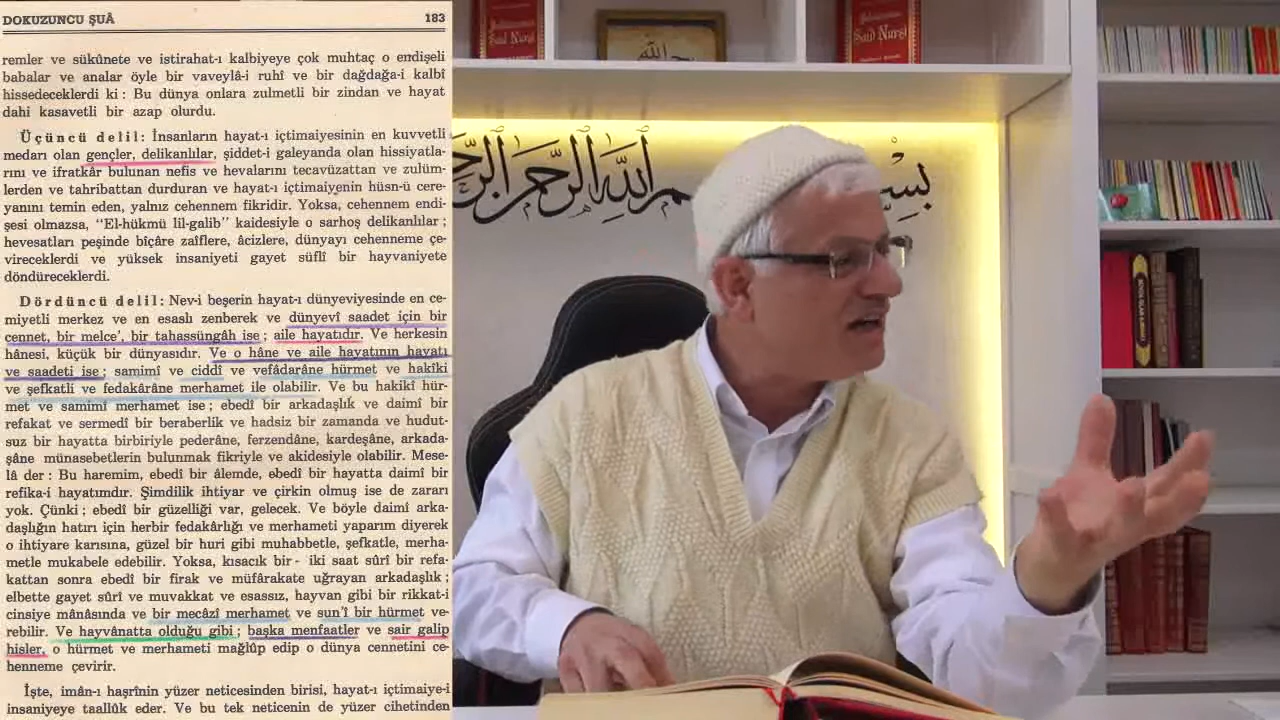 DOKUZUNCU ŞUÂ 183
remler ve sükûnete ve istirahat-ı kalbiyeye çok muhtaç o endişeli
babalar ve analar öyle bir vaveylâ-i ruhî ve bir dağdağa-i kalbî
hissedeceklerdi ki : Bu dünya onlara zulmetli bir zindan ve hayat
dahi kasavetli bir azap olurdu.
Üçüncü delil: İnsanların hayat-ı içtimaiyesinin en kuvvetli
medarı olan gençler, delikanlılar, şiddet-i galeyanda olan hissiyatla-
rını ve ifratkâr bulunan nefis ve hevalarını tecavüzattan ve zulüm-
lerden ve tahribattan durduran ve hayat-ı içtimaiyenin hüsn-ü cere-
yanını temin eden, yalnız cehennem fikridir. Yoksa, cehennem endi-
şesi olmazsa, "El-hükmü lil-galib" kaidesiyle o sarhoş delikanlılar ;
hevesatları peşinde bîçâre zaîflere, âcizlere, dünyayı cehenneme çe-
vireceklerdi ve yüksek insaniyeti gayet süflî bir hayvaniyete
döndüreceklerdi.
Dördüncü delil: Nev-i beşerin hayat-ı dünyeviyesinde en ce-
miyetli merkez ve en esaslı zenberek ve dünyevî saadet için bir
cennet, bir melce', bir tahassüngâh ise ; aile hayatıdır. Ve herkesin
hânesi, küçük bir dünyasıdır. Ve o hâne ve aile hayatının hayatı
ve saadeti ise ; samimî ve ciddî ve vefâdarâne hürmet ve hakîki
ve şefkatli ve fedakârâne merhamet ile olabilir. Ve bu hakikî hür-
met ve samimî merhamet ise ; ebedî bir arkadaşlık ve daimî bir
refakat ve sermedî bir beraberlik ve hadsiz bir zamanda ve hudut-
suz bir hayatta birbiriyle pederâne, ferzendâne, kardeşâne, arkada-
şâne münasebetlerin bulunmak fikriyle ve akidesiyle olabilir. Mese-
lâ der : Bu haremim, ebedî bir âlemde, ebedî bir hayatta daimî bir
refika-i hayatımdır. Şimdilik ihtiyar ve çirkin olmuş ise de zararı
yok. Çünki ; ebedî bir güzelliği var, gelecek. Ve böyle daimî arka-
daşlığın hatırı için herbir fedakârlığı ve merhameti yaparım diyerek
o ihtiyare karısına, güzel bir huri gibi muhabbetle, şefkatle, merha-
metle mukabele edebilir. Yoksa, kısacık bir - iki saat sûrî bir refa-
kattan sonra ebedî bir firak ve müfârakate uğrayan arkadaşlık ;
elbette gayet sûrî ve muvakkat ve esassız, hayvan gibi bir rikkat-i
cinsiye mânâsında ve bir mecâzî merhamet ve sun'î bir hürmet ve-
rebilir. Ve hayvânatta olduğu gibi ; başka menfaatler ve sair galip
hisler, o hürmet ve merhameti mağlûp edip o dünya cennetini ce-
henneme çevirir.
İşte, imân-ı haşrînin yüzer neticesinden birisi, hayat-ı içtimaiye-i
insaniyeye taallûk eder. Ve bu tek neticenin de yüzer cihetinden
Said Nursî
Said Nursî
بسم الله الرحمن الرحيم